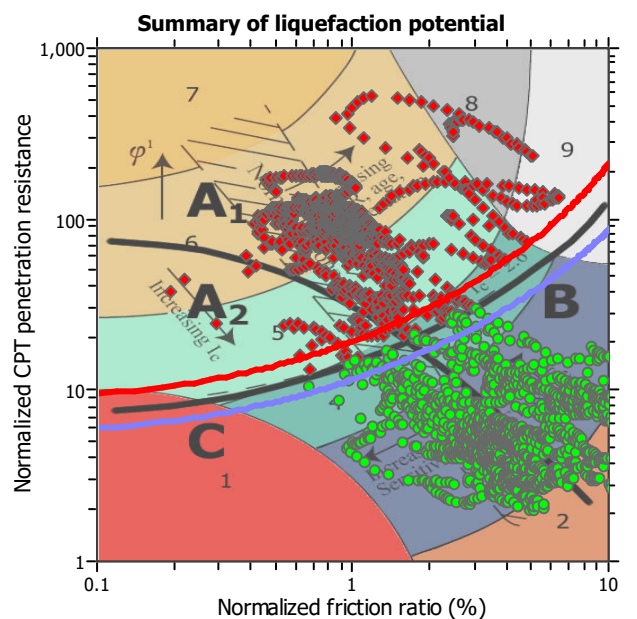 Summary of liquefaction potential
1,000
7
8
9
φ¹
A₁
6
100
A₂
Increasing Ic
5
B
10
4
C
1
2
1
0.1
1
10
Normalized friction ratio (%)
Normalized CPT penetration resistance